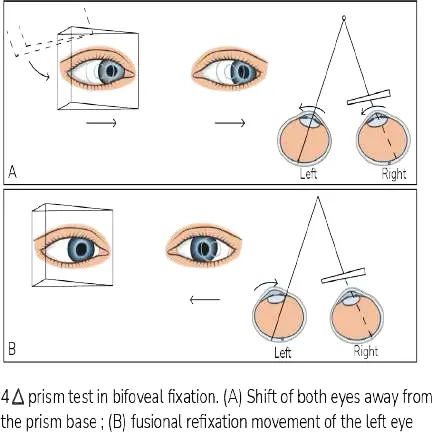 A
Left
Right
B
Left
Right
4Δ prism test in bifoveal fixation. (A) Shift of both eyes away from
the prism base ; (B) fusional refixation movement of the left eye